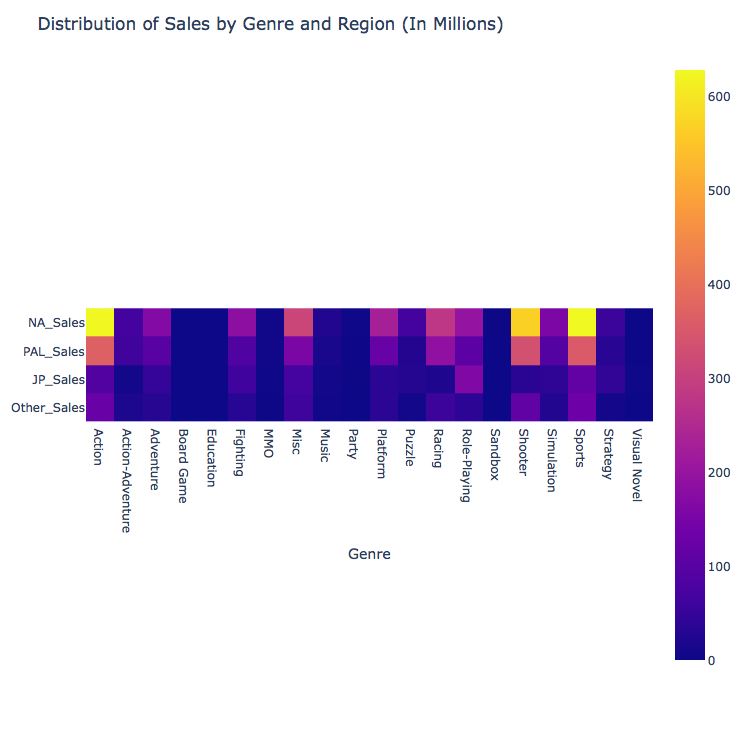 Distribution of Sales by Genre and Region (In Millions)
600
500
400
300
200
100
0
NA_Sales
PAL_Sales
JP_Sales
Other_Sales
Action
Action-Adventure
Adventure
Board Game
Education
Fighting
MMO
Misc
Music
Party
Platform
Puzzle
Racing
Role-Playing
Sandbox
Shooter
Simulation
Sports
Strategy
Visual Novel
Genre